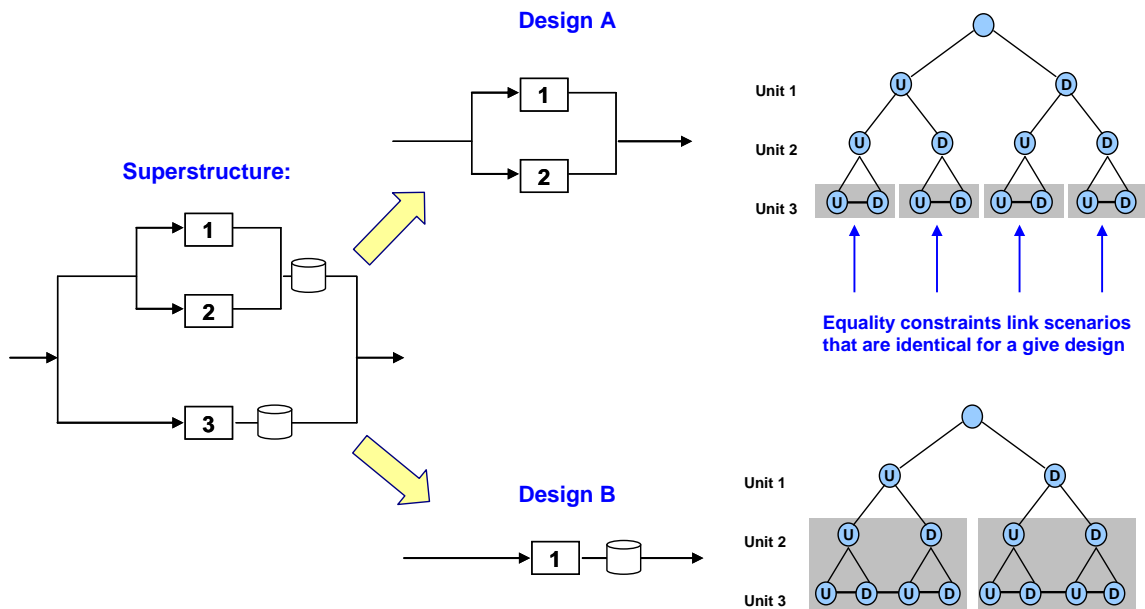 Design A
1
2
Superstructure:
1
2
3
Unit 1
U
D
Unit 2
U
D
U
D
Unit 3
U
D
U
D
U
D
U
D
Equality constraints link scenarios
that are identical for a give design
Design B
1
Unit 1
U
D
Unit 2
U
D
U
D
Unit 3
U
D
U
D
U
D
U
D